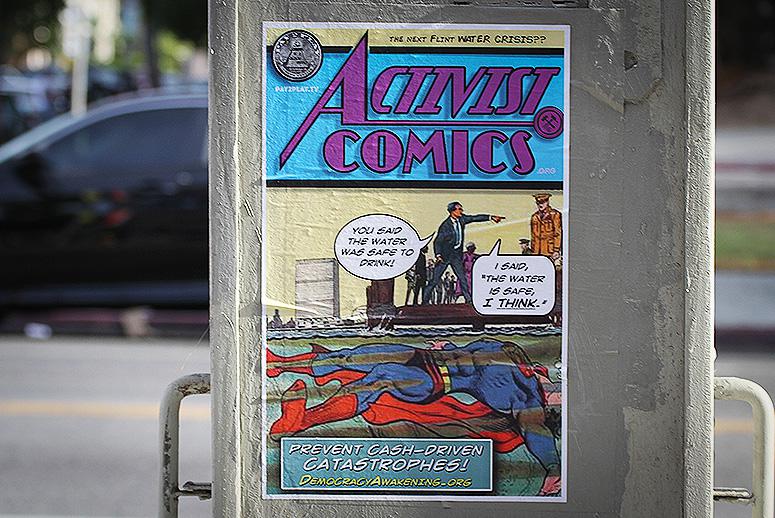 THE NEXT FLINT WATER CRISIS??
PAY2PLAY.TV
ACTIVIST
COMICS
.ORG
YOU SAID
THE WATER
WAS SAFE TO
DRINK!
I SAID,
"THE WATER
IS SAFE,
I THINK."
PREVENT CASH-DRIVEN
CATASTROPHES!
DEMOCRACYAWAKENING.ORG